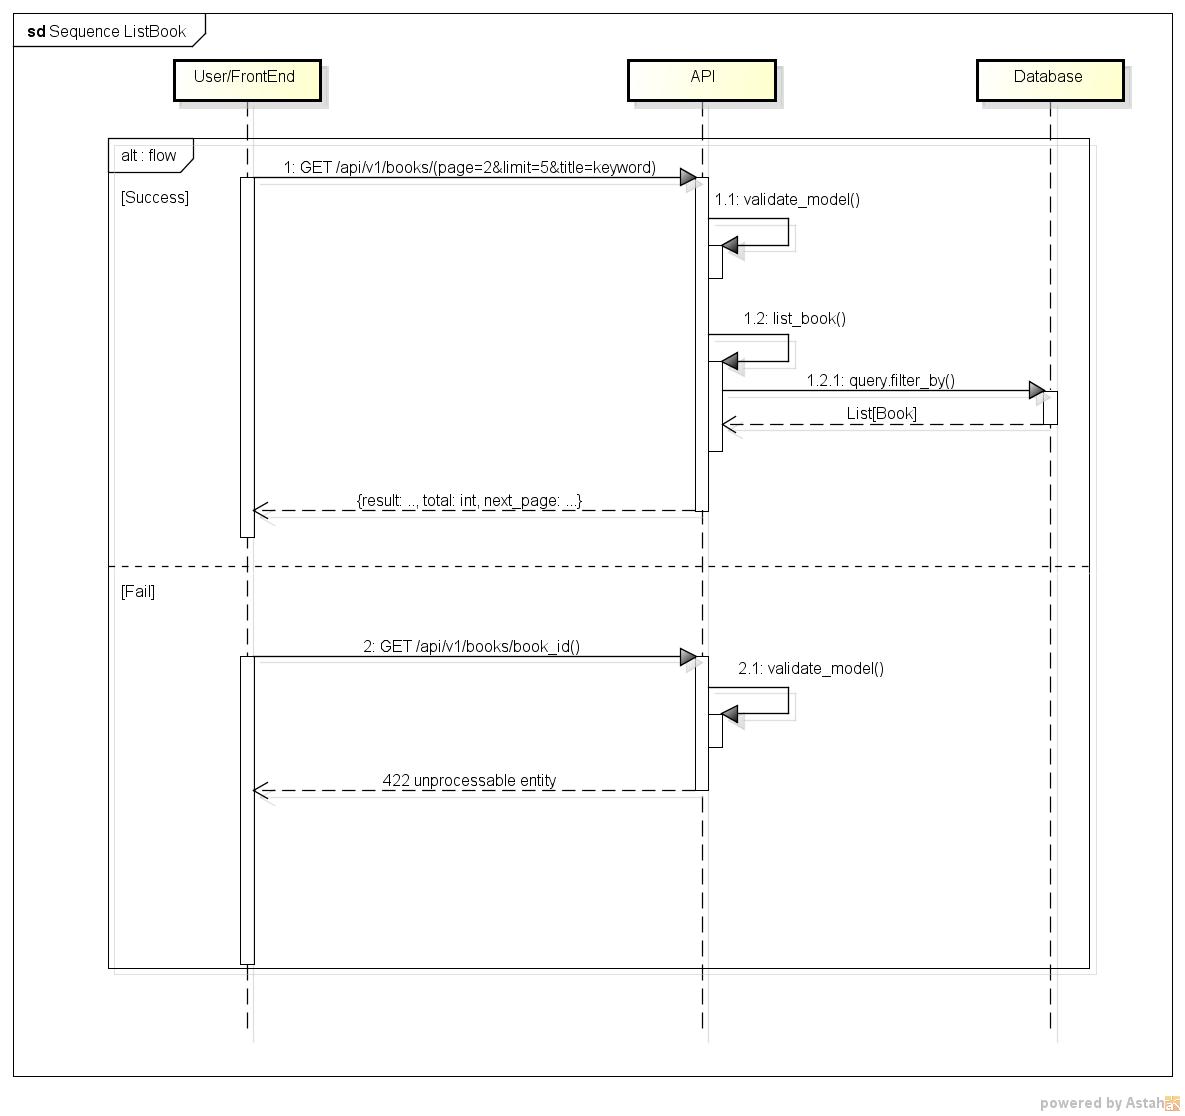 sd Sequence ListBook
User/FrontEnd
API
Database
alt : flow
1: GET /api/v1/books/(page=2&limit=5&title=keyword)
[Success]
1.1: validate_model()
1.2: list_book()
1.2.1: query.filter_by()
List[Book]
{result: .., total: int, next_page: ...}
[Fail]
2: GET /api/v1/books/book_id()
2.1: validate_model()
422 unprocessable entity
powered by Astah